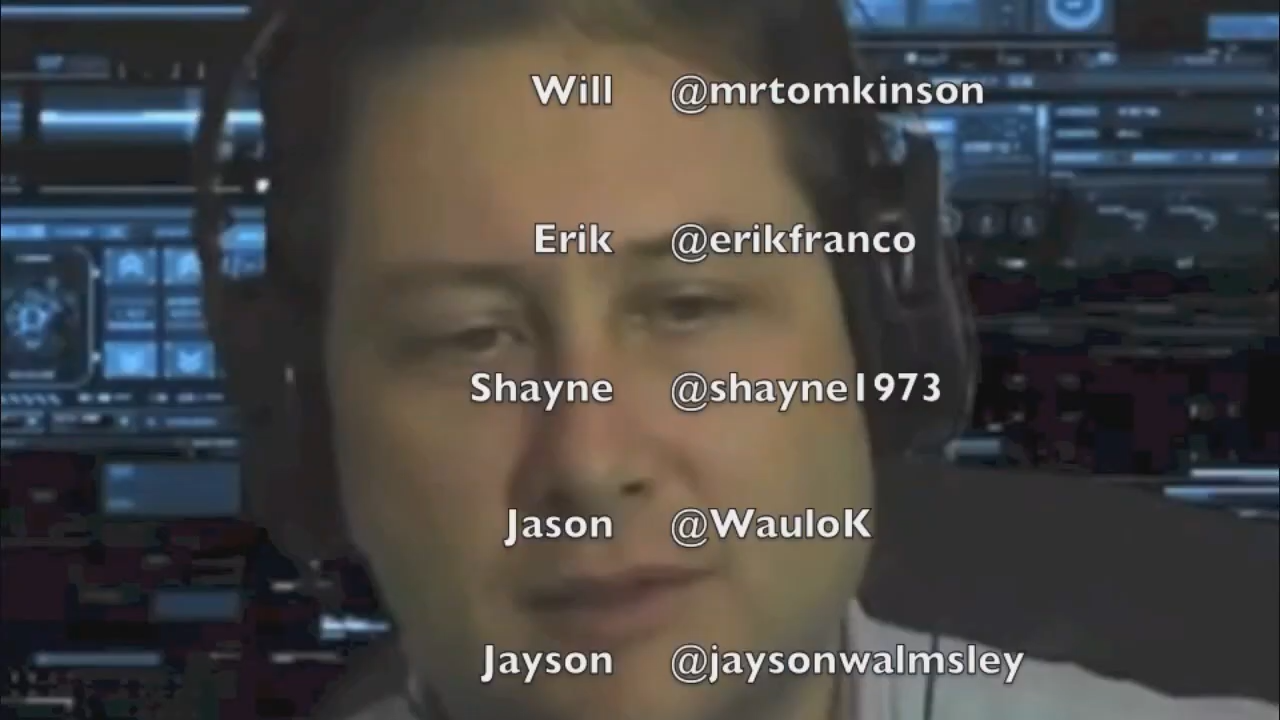 Will @mrtomkinson
Erik @erikfranco
Shayne @shayne1973
Jason @WauloK
Jayson @jaysonwalmsley